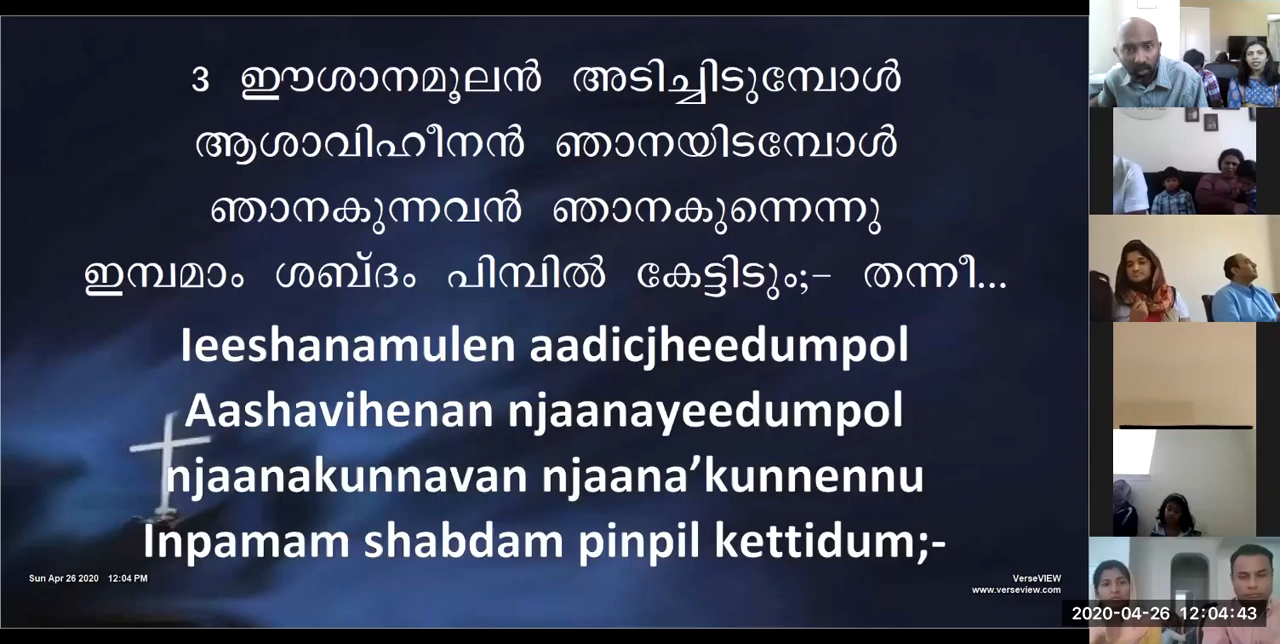 3 ഈശാനമൂലൻ അടിച്ചിടുമ്പോൾ
ആശാവിഹീനൻ ഞാനയിടമ്പോൾ
ഞാനകുന്നവൻ ഞാനകുന്നെന്നു
ഇമ്പമാം ശബ്ദം പിമ്പിൽ കേട്ടിടും;– തന്നീ...
Ieeshanamulen aadicjheedumpol
Aashavihenan njaanayeedumpol
njaanakunnavan njaana’kunnennu
Inpamam shabdam pinpil kettidum;-
Sun Apr 26 2020 12:04 PM
VerseVIEW
www.verseview.com
2020-04-26 12:04:43